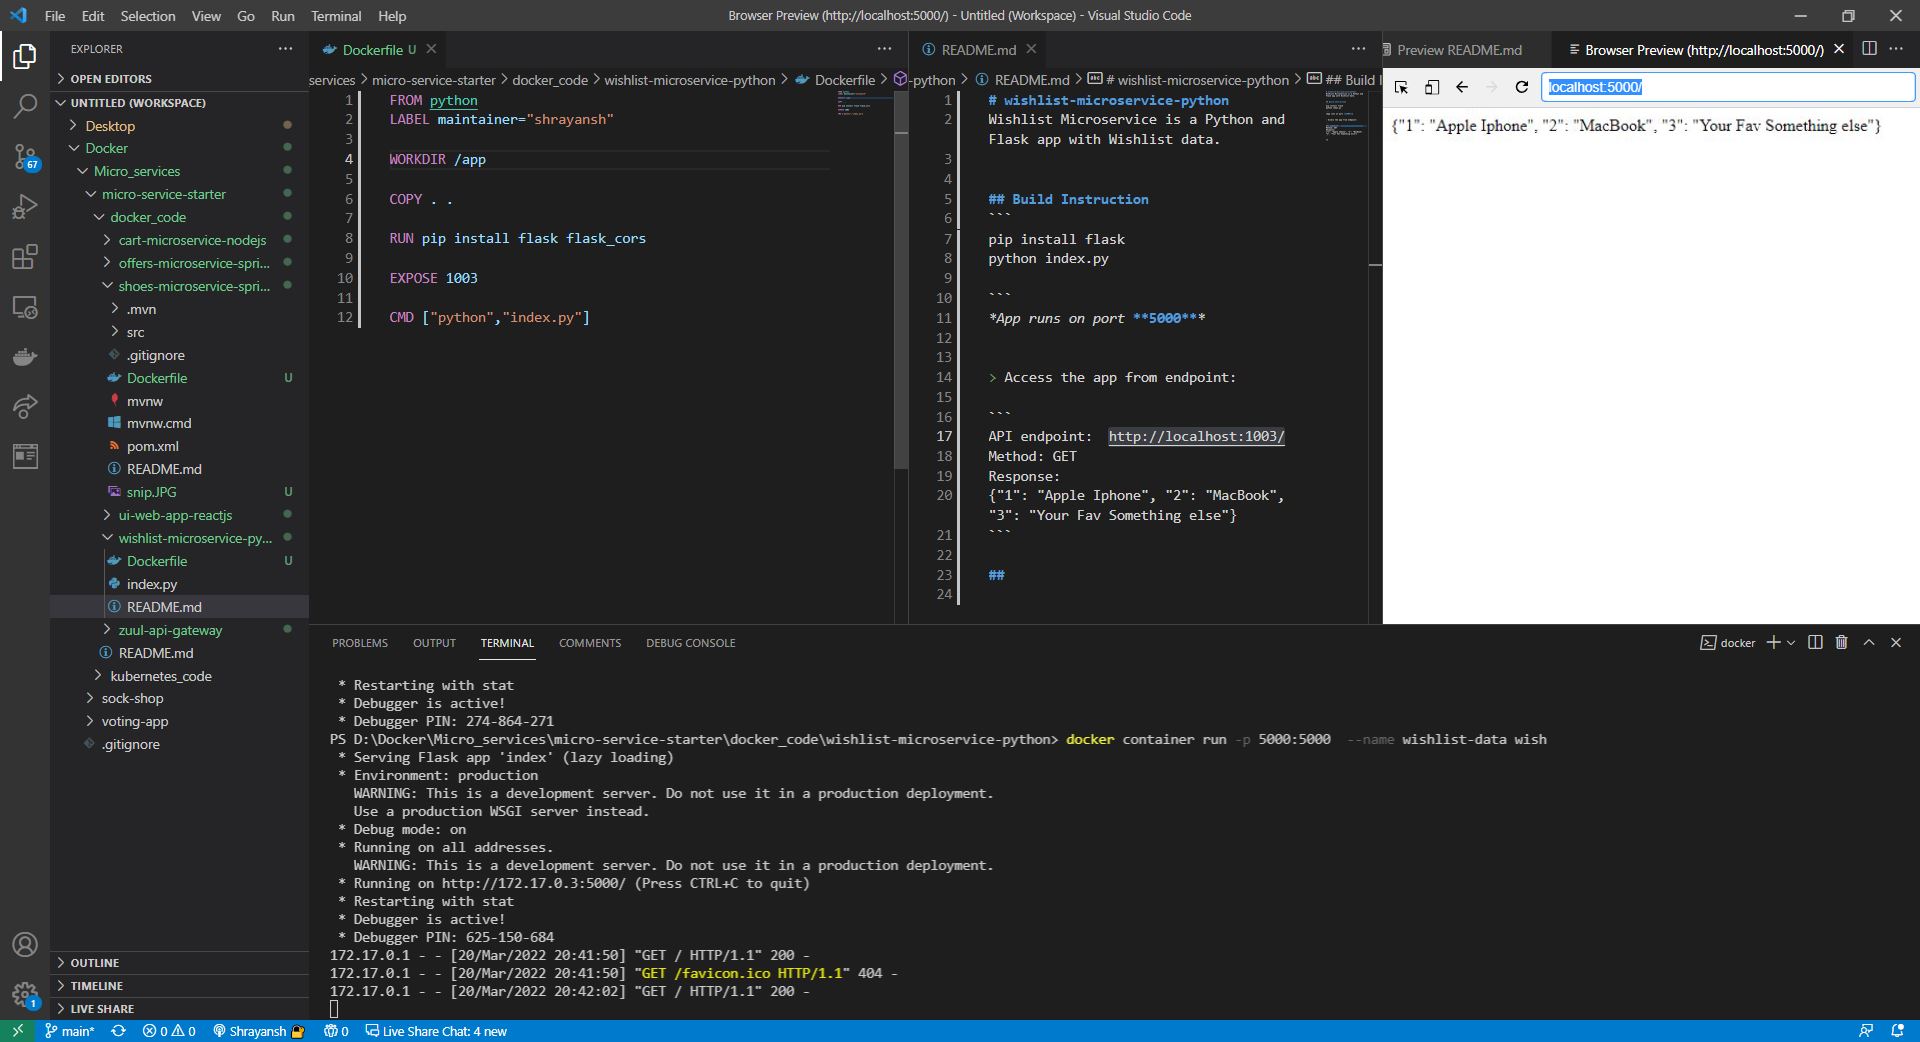 File Edit Selection View Go Run Terminal Help
Browser Preview (http://localhost:5000/) - Untitled (Workspace) - Visual Studio Code
EXPLORER
OPEN EDITORS
UNTITLED (WORKSPACE)
Desktop
Docker
Micro_services
micro-service-starter
docker_code
cart-microservice-nodejs
offers-microservice-spri...
shoes-microservice-spri...
.mvn
src
.gitignore
Dockerfile U
mvnw
mvnw.cmd
pom.xml
README.md
snip.JPG U
ui-web-app-reactjs
wishlist-microservice-py...
Dockerfile U
index.py
README.md
zuul-api-gateway
README.md
kubernetes_code
sock-shop
voting-app
.gitignore
OUTLINE
TIMELINE
LIVE SHARE
67
1
Dockerfile U
services > micro-service-starter > docker_code > wishlist-microservice-python > Dockerfile >
1 FROM python
2 LABEL maintainer="shrayansh"
3
4 WORKDIR /app
5
6 COPY . .
7
8 RUN pip install flask flask_cors
9
10 EXPOSE 1003
11
12 CMD ["python","index.py"]
README.md
-python > README.md > # wishlist-microservice-python > ## Build I
1 # wishlist-microservice-python
2 Wishlist Microservice is a Python and
Flask app with Wishlist data.
3
4
5 ## Build Instruction
6 ```
7 pip install flask
8 python index.py
9
10 ```
11 *App runs on port **5000***
12
13
14 > Access the app from endpoint:
15
16 ```
17 API endpoint: http://localhost:1003/
18 Method: GET
19 Response:
20 {"1": "Apple Iphone", "2": "MacBook",
"3": "Your Fav Something else"}
21 ```
22
23 ##
24
Preview README.md
Browser Preview (http://localhost:5000/)
localhost:5000/
{"1": "Apple Iphone", "2": "MacBook", "3": "Your Fav Something else"}
PROBLEMS OUTPUT TERMINAL COMMENTS DEBUG CONSOLE
docker
* Restarting with stat
* Debugger is active!
* Debugger PIN: 274-864-271
PS D:\Docker\Micro_services\micro-service-starter\docker_code\wishlist-microservice-python> docker container run -p 5000:5000 --name wishlist-data wish
* Serving Flask app 'index' (lazy loading)
* Environment: production
WARNING: This is a development server. Do not use it in a production deployment.
Use a production WSGI server instead.
* Debug mode: on
* Running on all addresses.
WARNING: This is a development server. Do not use it in a production deployment.
* Running on http://172.17.0.3:5000/ (Press CTRL+C to quit)
* Restarting with stat
* Debugger is active!
* Debugger PIN: 625-150-684
172.17.0.1 - - [20/Mar/2022 20:41:50] "GET / HTTP/1.1" 200 -
172.17.0.1 - - [20/Mar/2022 20:41:50] "GET /favicon.ico HTTP/1.1" 404 -
172.17.0.1 - - [20/Mar/2022 20:42:02] "GET / HTTP/1.1" 200 -
main* 0 0 Shrayansh 0 Live Share Chat: 4 new